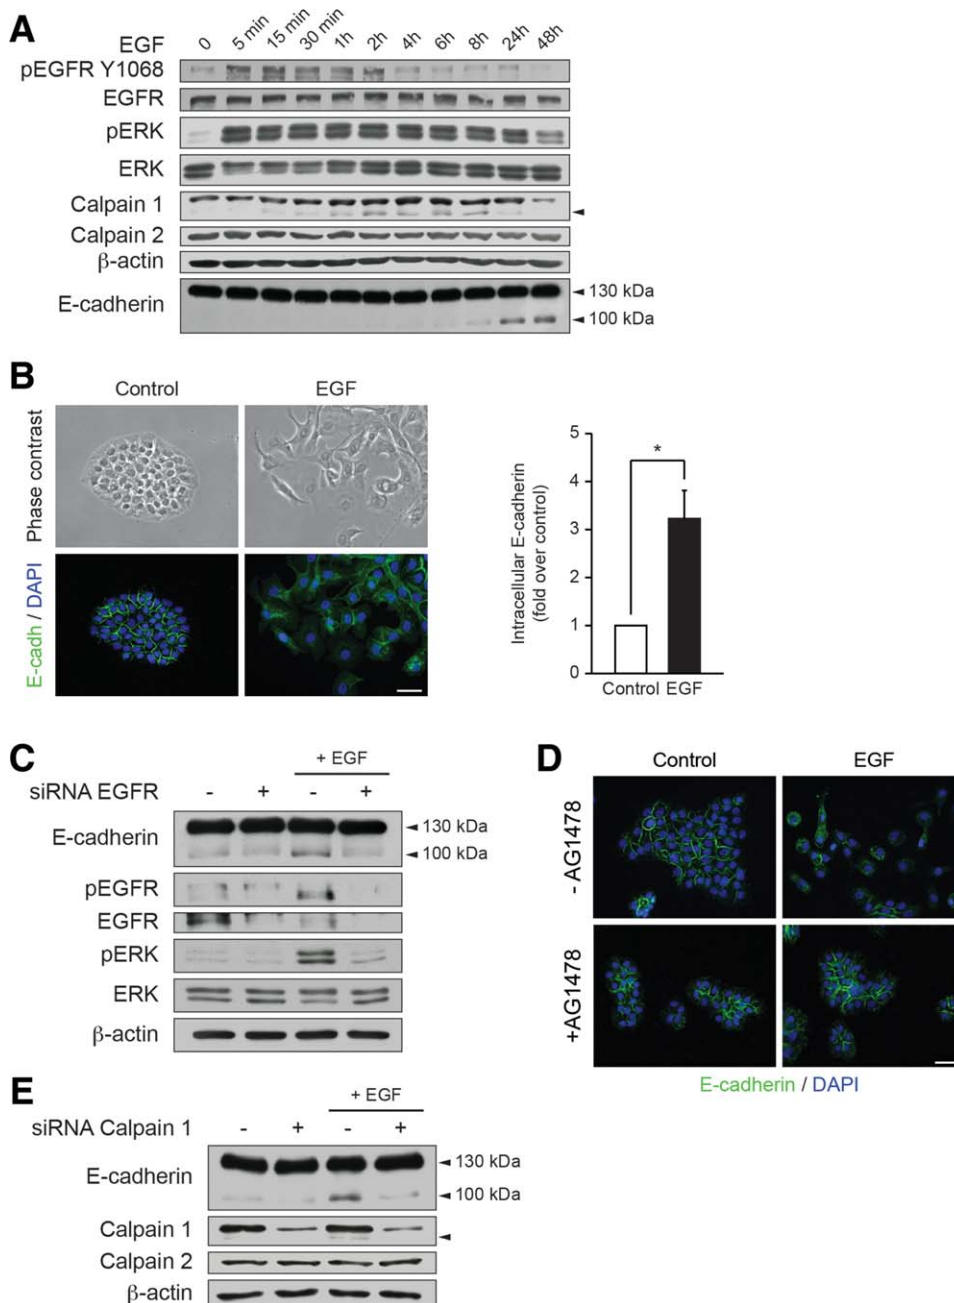 A
EGF 0 5 min 15 min 30 min 1h 2h 4h 6h 8h 24h 48h
pEGFR Y1068
EGFR
pERK
ERK
Calpain 1
Calpain 2
β-actin
E-cadherin 130 kDa
100 kDa
B
Control EGF
Phase contrast
E-cadh / DAPI
Intracellular E-cadherin
(fold over control)
5
4
3
2
1
0
*
Control EGF
C
+ EGF
siRNA EGFR - + - +
E-cadherin 130 kDa
100 kDa
pEGFR
EGFR
pERK
ERK
β-actin
D
Control EGF
- AG1478
+AG1478
E-cadherin / DAPI
E
+ EGF
siRNA Calpain 1 - + - +
E-cadherin 130 kDa
100 kDa
Calpain 1
Calpain 2
β-actin